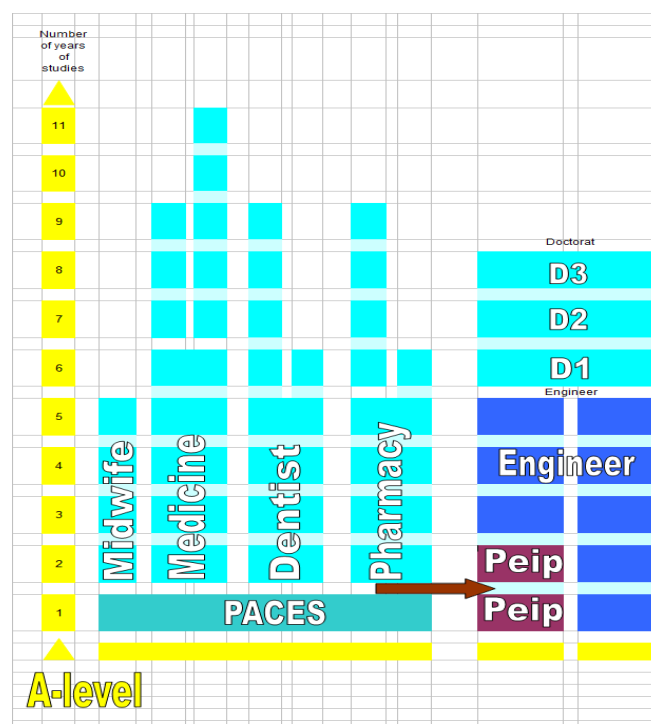 Number
of years
of
studies
11
10
9
8
7
6
5
4
3
2
1
A-level
Midwife
Medicine
Dentist
Pharmacy
PACES
Doctorat
D3
D2
D1
Engineer
Engineer
Peip
Peip